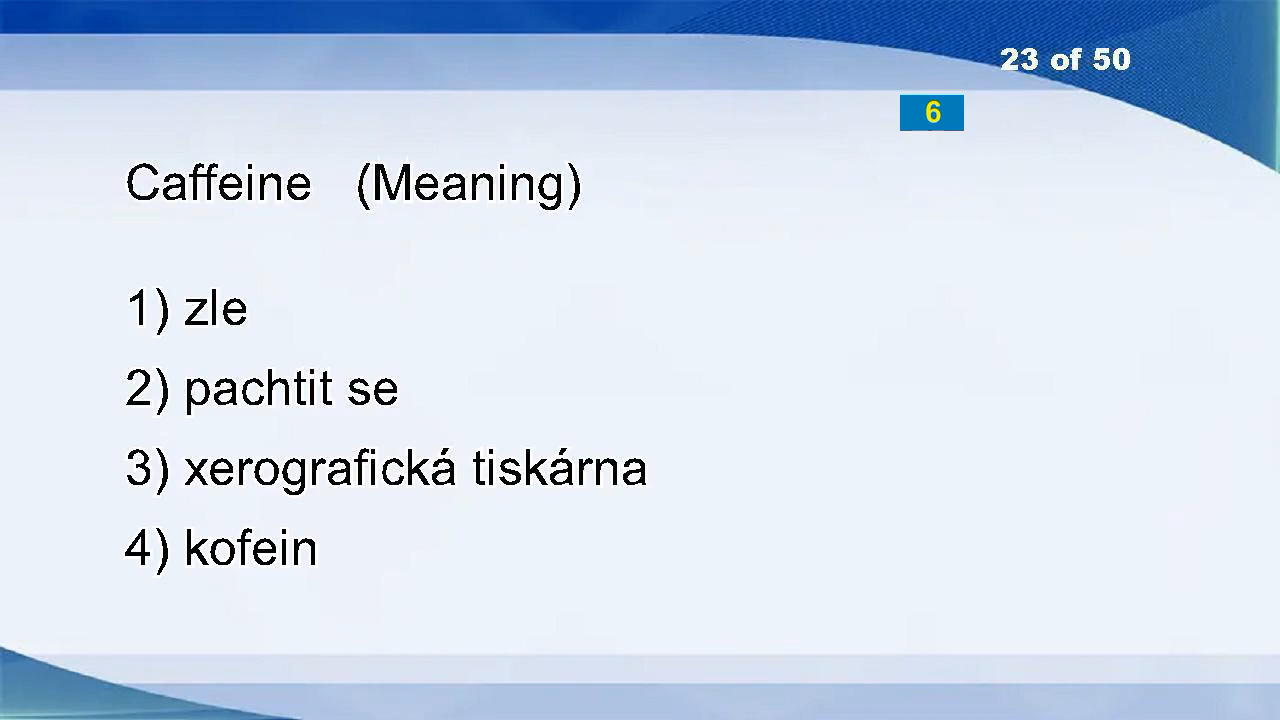 23 of 50
6
Caffeine (Meaning)
1) zle
2) pachtit se
3) xerografická tiskárna
4) kofein